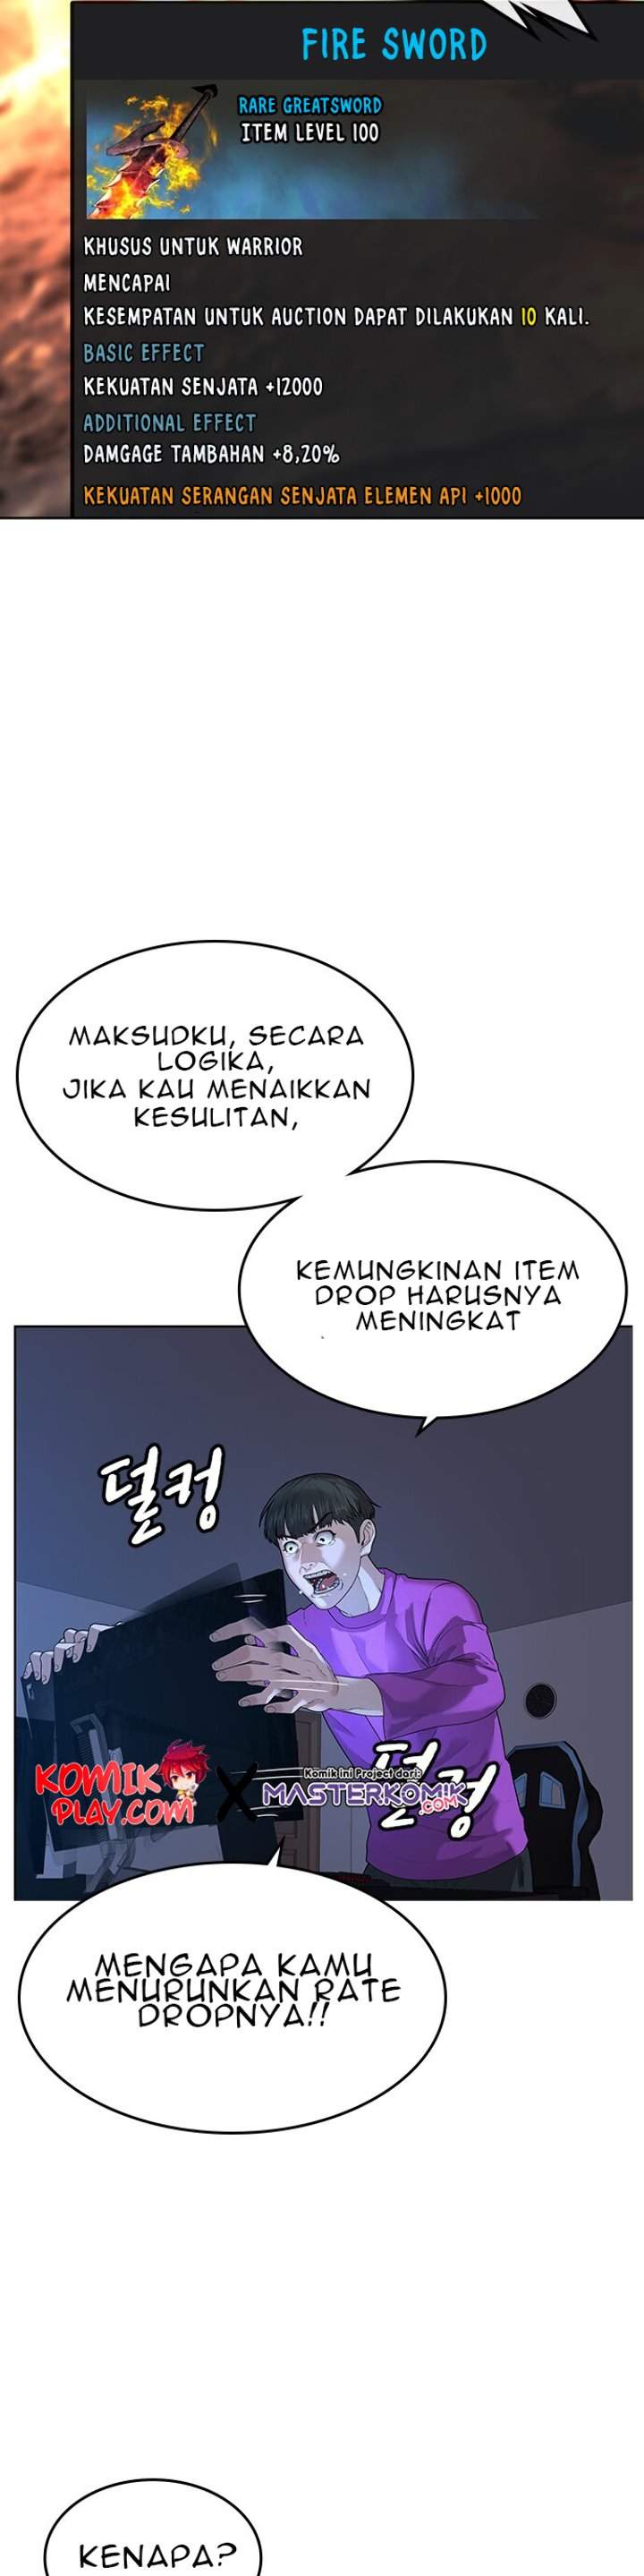 FIRE SWORD
RARE GREATSWORD
ITEM LEVEL 100
KHUSUS UNTUK WARRIOR
MENCAPAI
KESEMPATAN UNTUK AUCTION DAPAT DILAKUKAN 10 KALI.
BASIC EFFECT
KEKUATAN SENJATA +12000
ADDITIONAL EFFECT
DAMGAGE TAMBAHAN +8,20%
KEKUATAN SERANGAN SENJATA ELEMEN API +1000
MAKSUDKU, SECARA
LOGIKA,
JIKA KAU MENAIKKAN
KESULITAN,
KEMUNGKINAN ITEM
DROP HARUSNYA
MENINGKAT
덜컹
덜컹
KOMIK
PLAY.COM
X
Komik ini Project dari:
MASTERKOMIK
.COM
MENGAPA KAMU
MENURUNKAN RATE
DROPNYA!!
KENAPA?